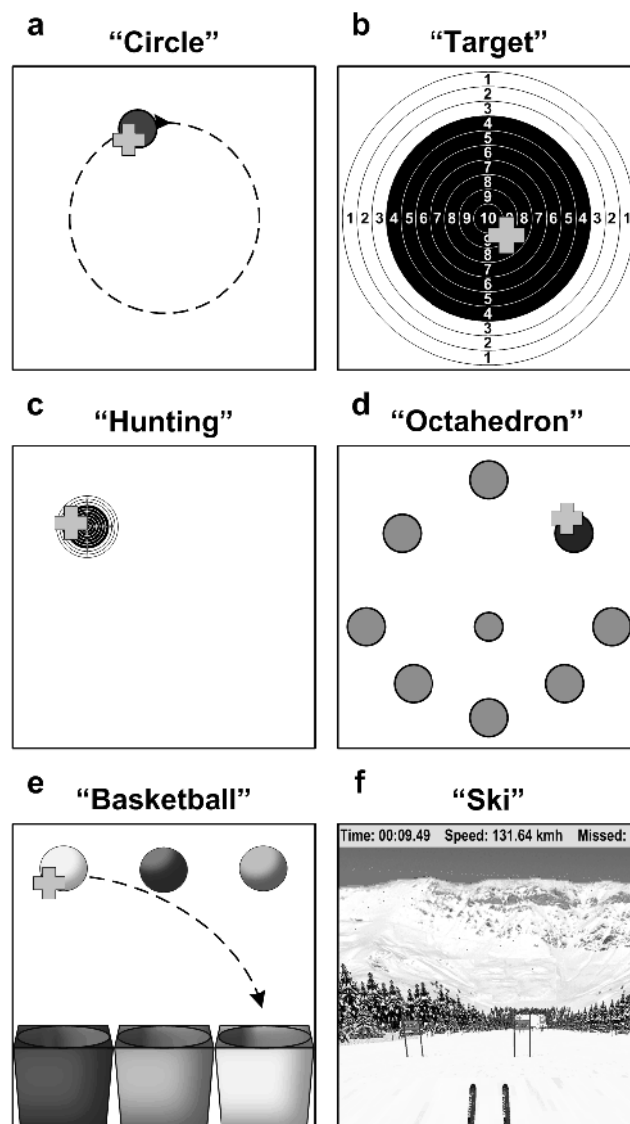 a "Circle"
b "Target"
1
2
3
4
5
6
7
8
9
1 2 3 4 5 6 7 8 9 10 9 8 7 6 5 4 3 2 1
9
8
7
6
5
4
3
2
1
c "Hunting"
d "Octahedron"
e "Basketball"
f "Ski"
Time: 00:09.49 Speed: 131.64 kmh Missed: